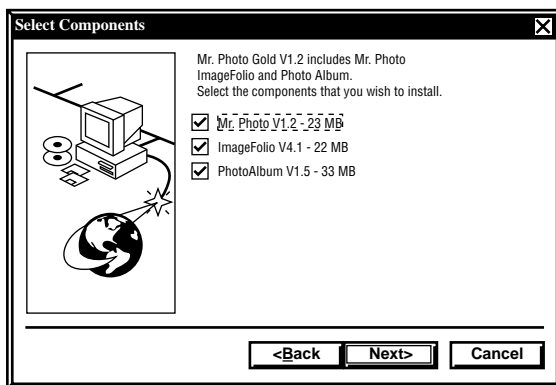 Select Components
Mr. Photo Gold V1.2 includes Mr. Photo
ImageFolio and Photo Album.
Select the components that you wish to install.
Mr. Photo V1.2 - 23 MB
ImageFolio V4.1 - 22 MB
PhotoAlbum V1.5 - 33 MB
<Back
Next>
Cancel